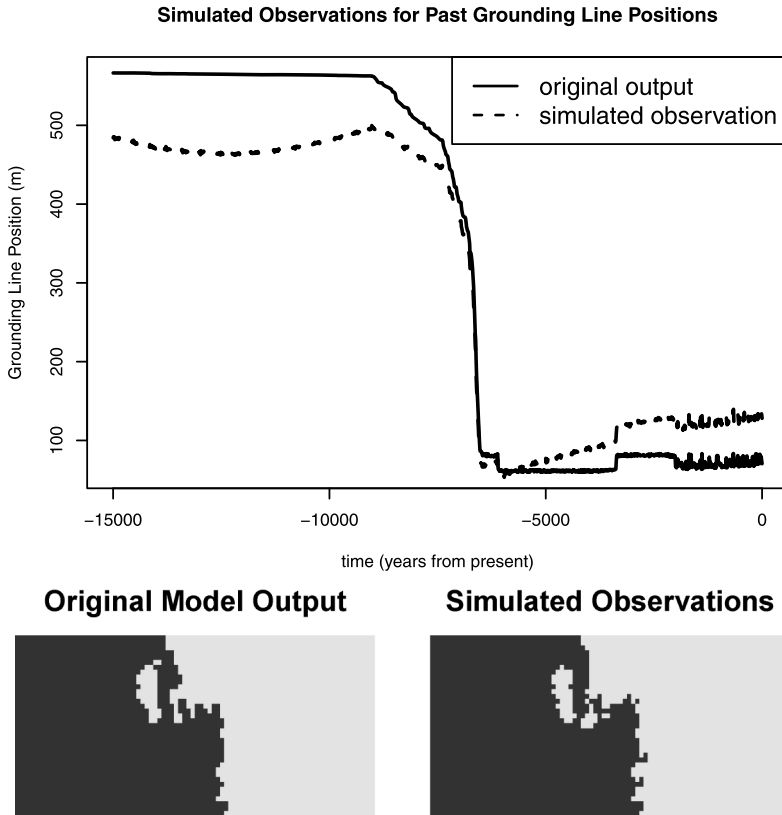 Simulated Observations for Past Grounding Line Positions
original output
simulated observation
Grounding Line Position (m)
500
400
300
200
100
−15000 −10000 −5000 0
time (years from present)
Original Model Output Simulated Observations